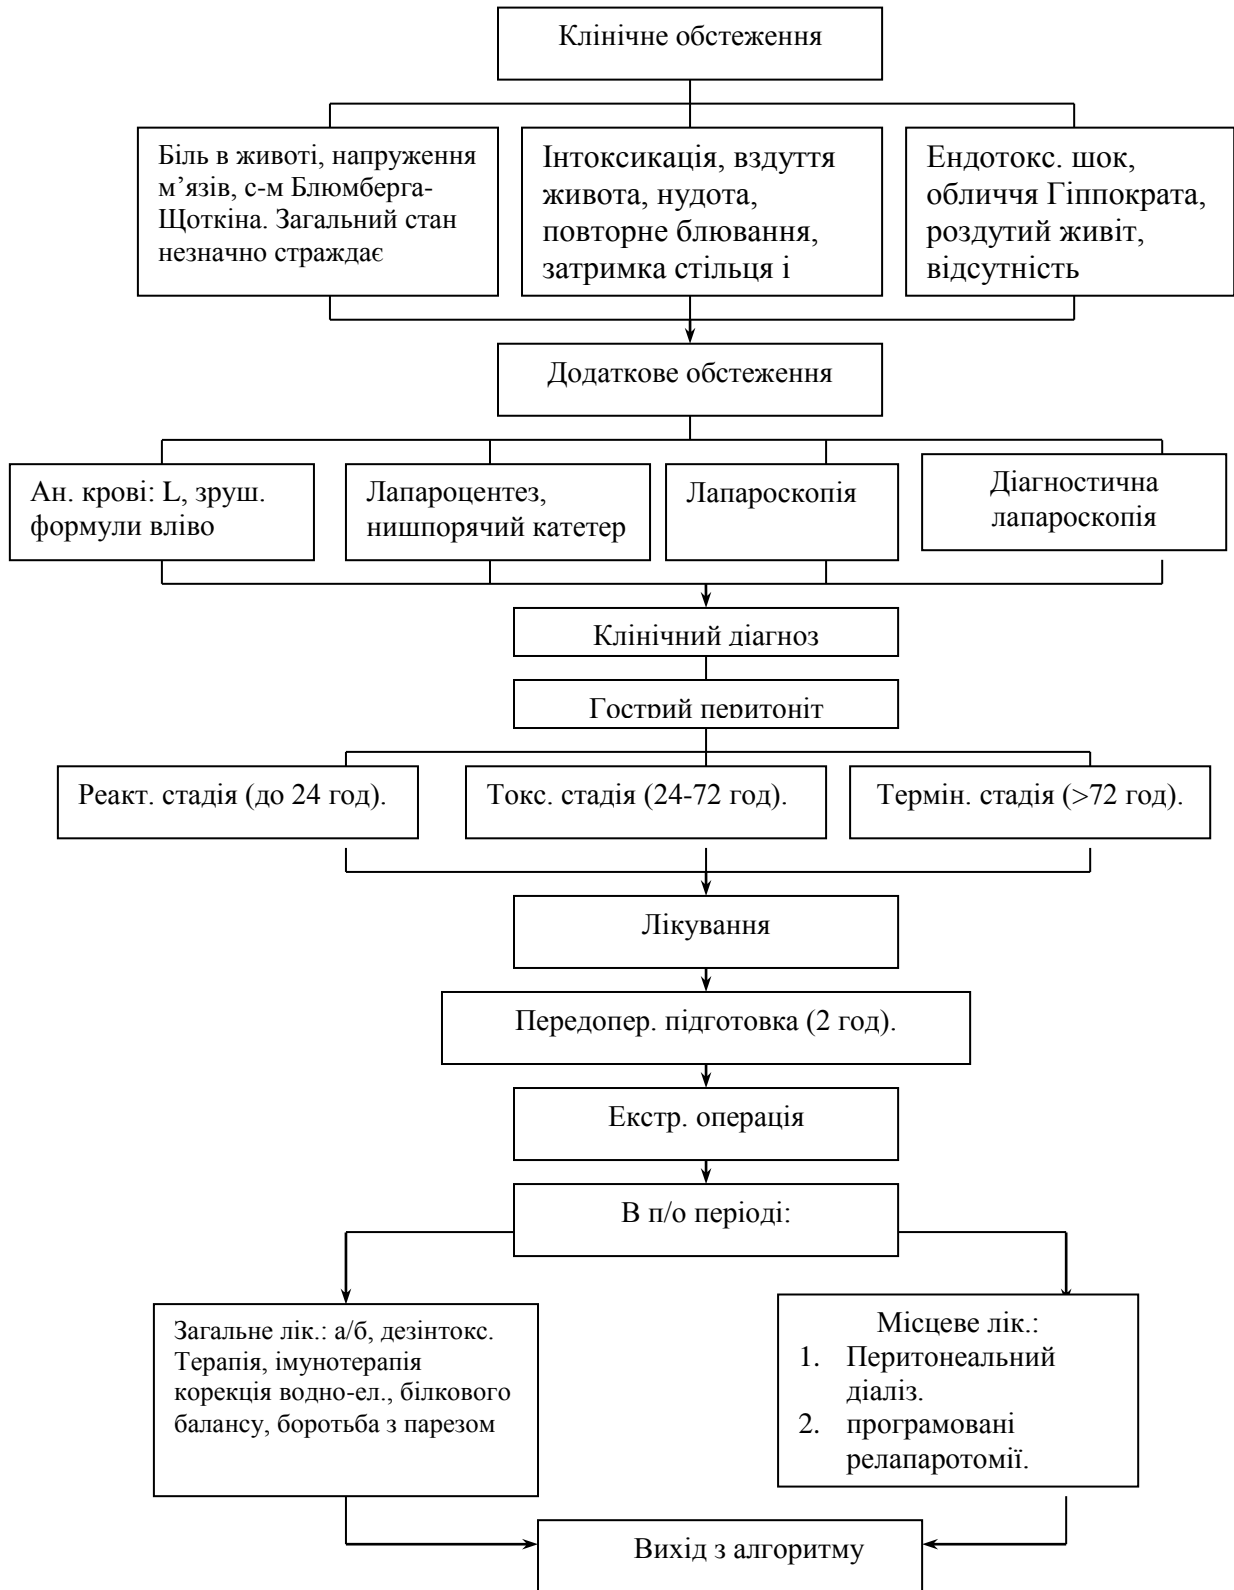 Клінічне обстеження
Біль в животі, напруження
м’язів, с-м Блюмберга-
Щоткіна. Загальний стан
незначно страждає
Інтоксикація, вздуття
живота, нудота,
повторне блювання,
затримка стільця і
Ендотокс. шок,
обличчя Гіппократа,
роздутий живіт,
відсутність
Додаткове обстеження
Ан. крові: L, зруш.
формули вліво
Лапароцентез,
нишпорячий катетер
Лапароскопія
Діагностична
лапароскопія
Клінічний діагноз
Гострий перитоніт
Реакт. стадія (до 24 год).
Токс. стадія (24-72 год).
Термін. стадія (>72 год).
Лікування
Передопер. підготовка (2 год).
Екстр. операція
В п/о періоді:
Загальне лік.: а/б, дезінтокс.
Терапія, імунотерапія
корекція водно-ел., білкового
балансу, боротьба з парезом
Місцеве лік.:
1. Перитонеальний
діаліз.
2. програмовані
релапаротомії.
Вихід з алгоритму